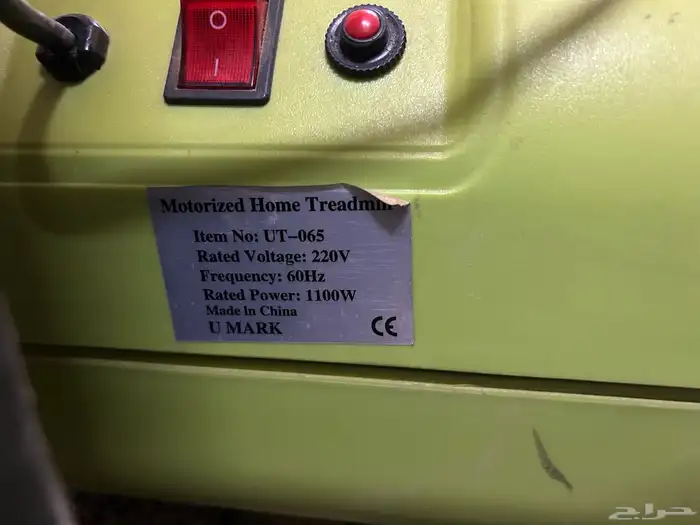 O
I
Motorized Home Treadmill
Item No: UT-065
Rated Voltage: 220V
Frequency: 60Hz
Rated Power: 1100W
Made In China
U MARK
CE
حراج